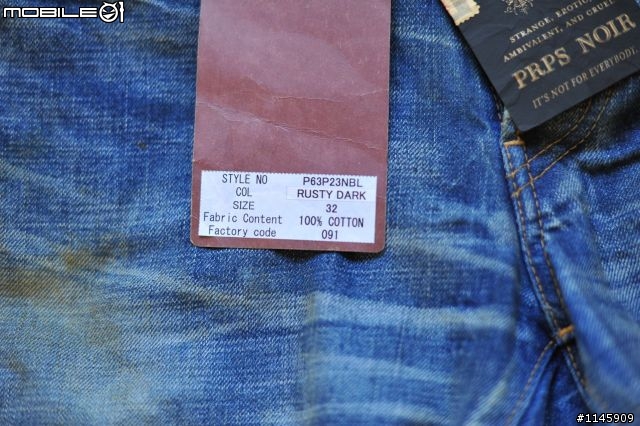 MOBILE01
STRANGE, EROTIC,
AMBIVALENT, AND CRUEL
PRPS NOIR
IT'S NOT FOR EVERYBODY
STYLE NO P63P23NBL
COL RUSTY DARK
SIZE 32
Fabric Content 100% COTTON
Factory code 091
#1145909